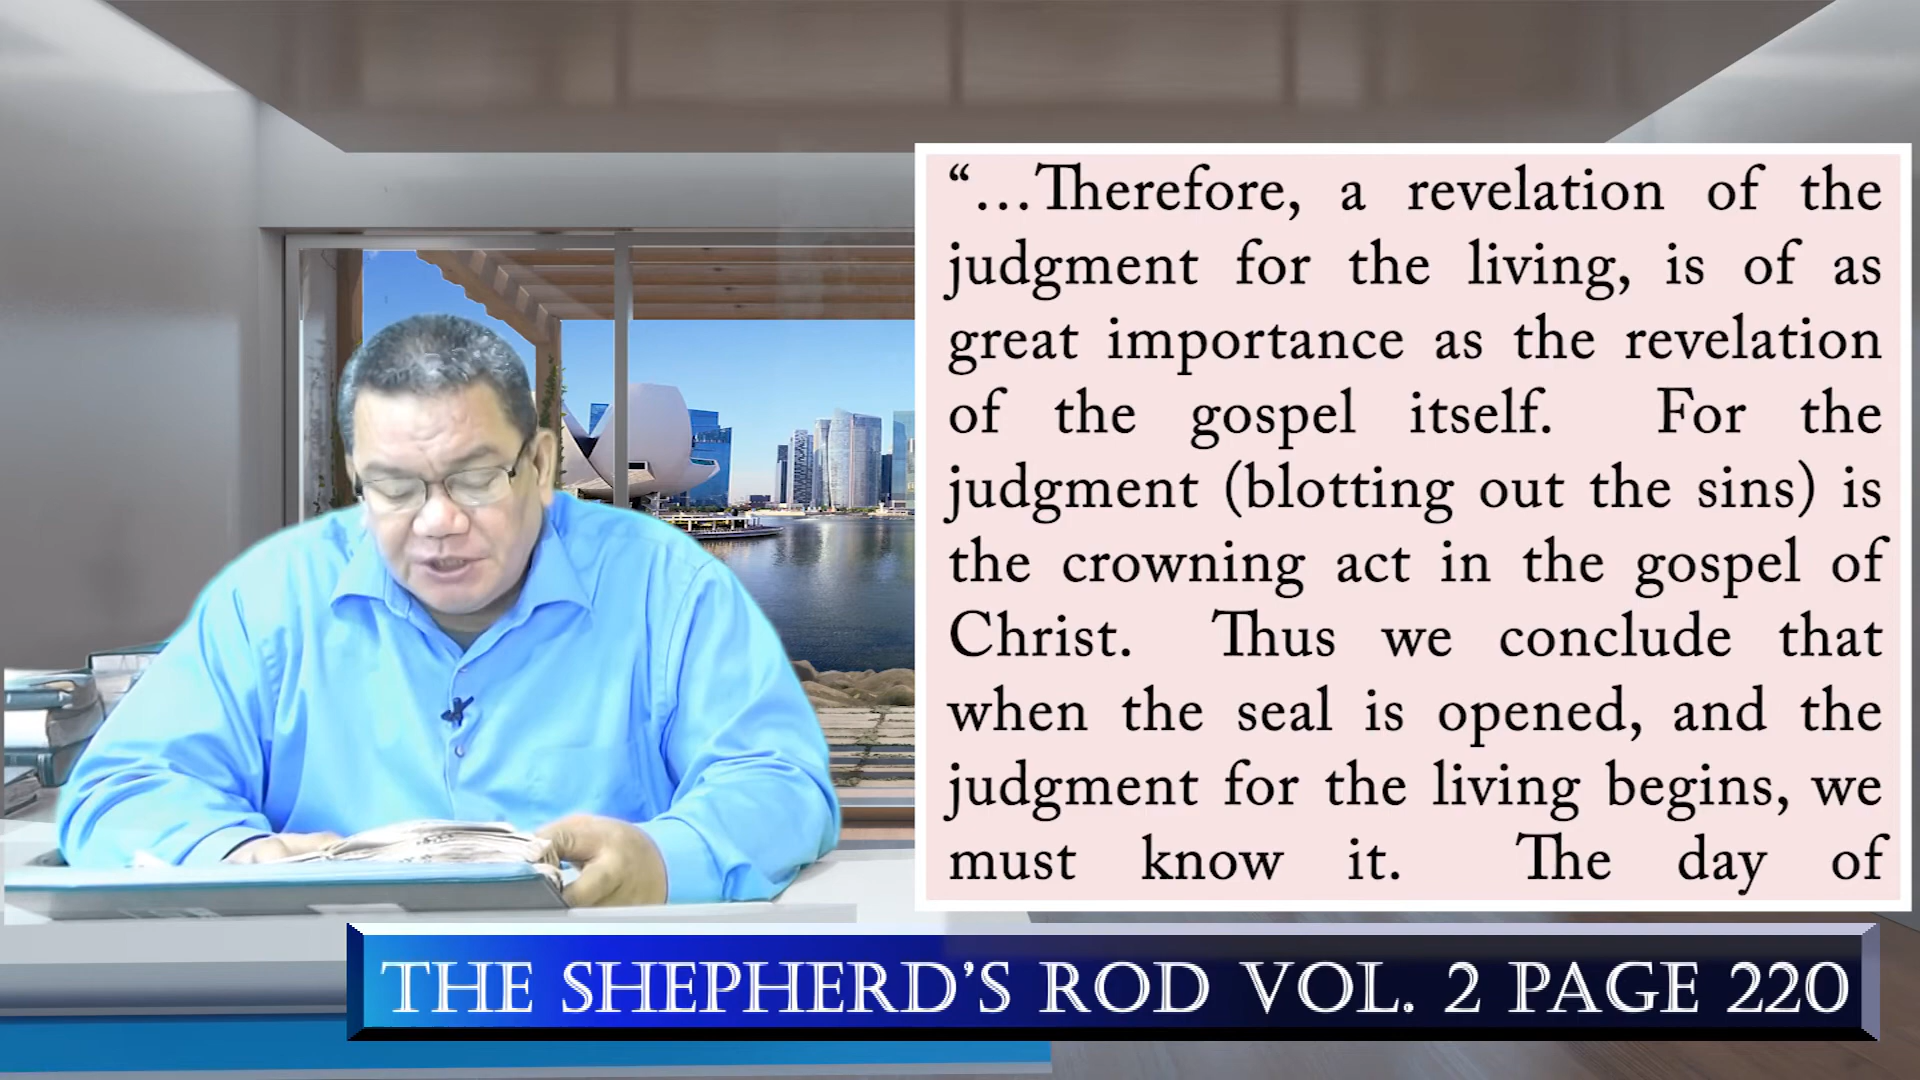 “…Therefore, a revelation of the
judgment for the living, is of as
great importance as the revelation
of the gospel itself. For the
judgment (blotting out the sins) is
the crowning act in the gospel of
Christ. Thus we conclude that
when the seal is opened, and the
judgment for the living begins, we
must know it. The day of
THE SHEPHERD’S ROD VOL. 2 PAGE 220